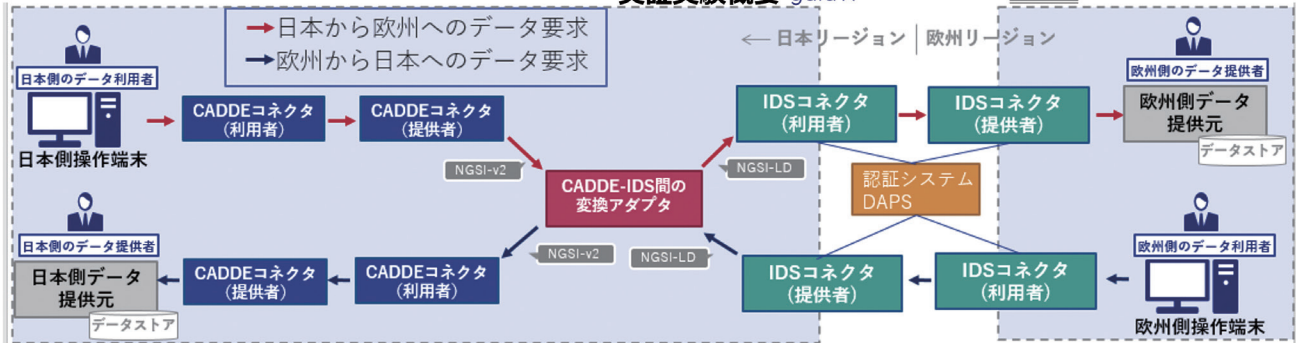 日本から欧州へのデータ要求
欧州から日本へのデータ要求
← 日本リージョン｜欧州リージョン
日本側のデータ利用者
日本側操作端末
CADDEコネクタ
(利用者)
CADDEコネクタ
(提供者)
NGSI-v2
CADDE-IDS間の
変換アダプタ
NGSI-LD
IDSコネクタ
(利用者)
IDSコネクタ
(提供者)
欧州側のデータ提供者
欧州側データ
提供元
データストア
認証システム
DAPS
日本側のデータ提供者
日本側データ
提供元
データストア
CADDEコネクタ
(提供者)
CADDEコネクタ
(利用者)
NGSI-v2
NGSI-LD
IDSコネクタ
(提供者)
IDSコネクタ
(利用者)
欧州側のデータ利用者
欧州側操作端末